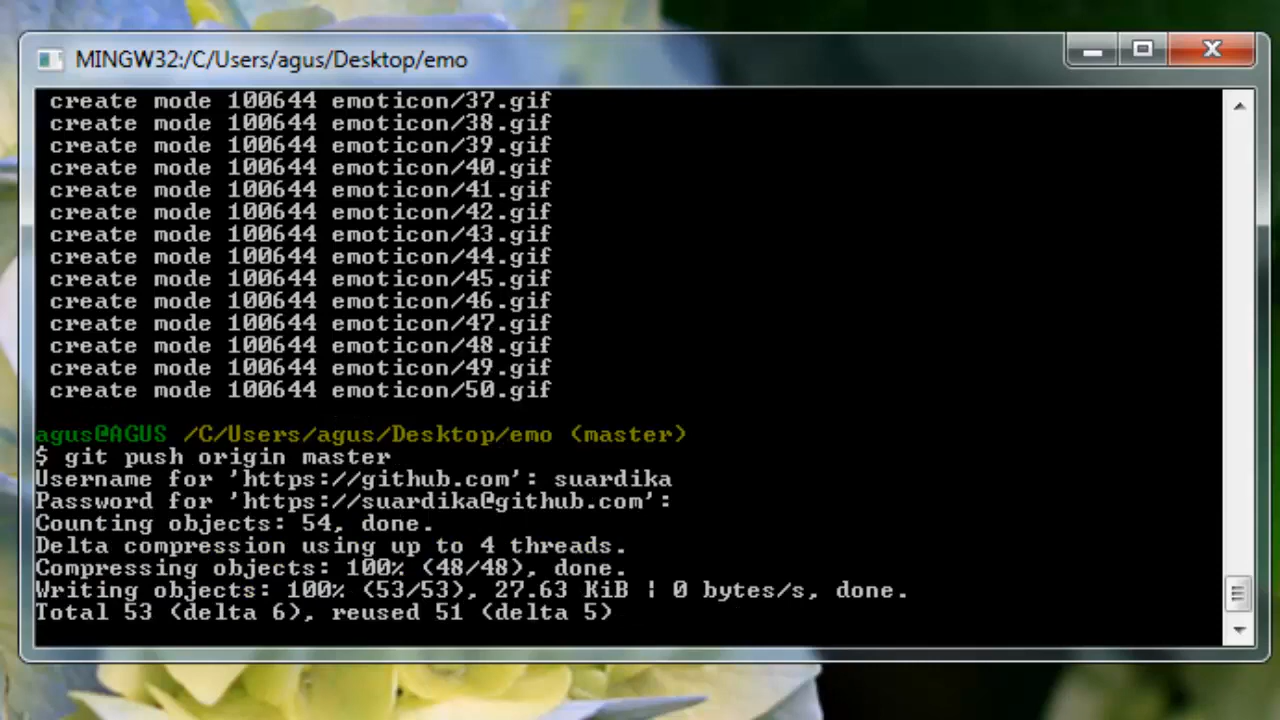 MINGW32:/C/Users/agus/Desktop/emo
create mode 100644 emoticon/37.gif
create mode 100644 emoticon/38.gif
create mode 100644 emoticon/39.gif
create mode 100644 emoticon/40.gif
create mode 100644 emoticon/41.gif
create mode 100644 emoticon/42.gif
create mode 100644 emoticon/43.gif
create mode 100644 emoticon/44.gif
create mode 100644 emoticon/45.gif
create mode 100644 emoticon/46.gif
create mode 100644 emoticon/47.gif
create mode 100644 emoticon/48.gif
create mode 100644 emoticon/49.gif
create mode 100644 emoticon/50.gif
agus@AGUS /C/Users/agus/Desktop/emo (master)
$ git push origin master
Username for 'https://github.com': suardika
Password for 'https://suardika@github.com':
Counting objects: 54, done.
Delta compression using up to 4 threads.
Compressing objects: 100% (48/48), done.
Writing objects: 100% (53/53), 27.63 KiB | 0 bytes/s, done.
Total 53 (delta 6), reused 51 (delta 5)